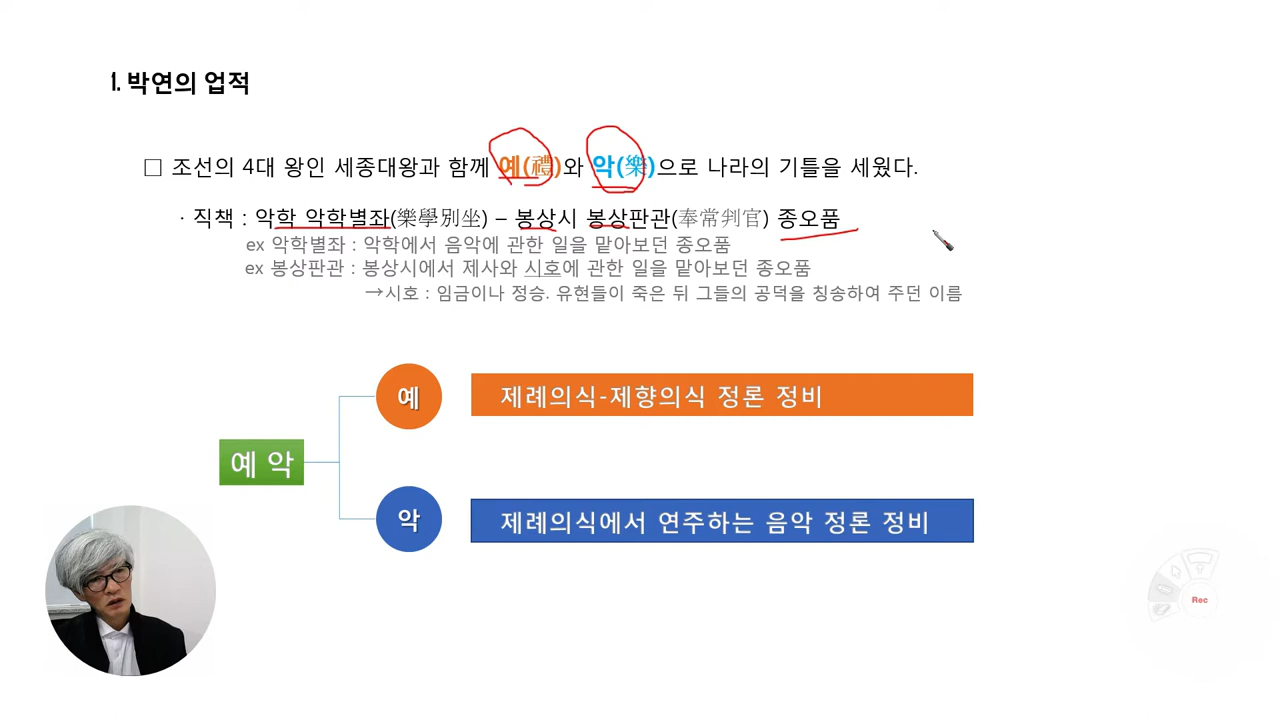 1. 박연의 업적
□ 조선의 4대 왕인 세종대왕과 함께 예(禮)와 악(樂)으로 나라의 기틀을 세웠다.
· 직책 : 악학 악학별좌(樂學別坐) – 봉상시 봉상판관(奉常判官) 종오품
ex 악학별좌 : 악학에서 음악에 관한 일을 맡아보던 종오품
ex 봉상판관 : 봉상시에서 제사와 시호에 관한 일을 맡아보던 종오품
→시호 : 임금이나 정승. 유현들이 죽은 뒤 그들의 공덕을 칭송하여 주던 이름
예 제례의식-제향의식 정론 정비
예 악
악 제례의식에서 연주하는 음악 정론 정비
Rec